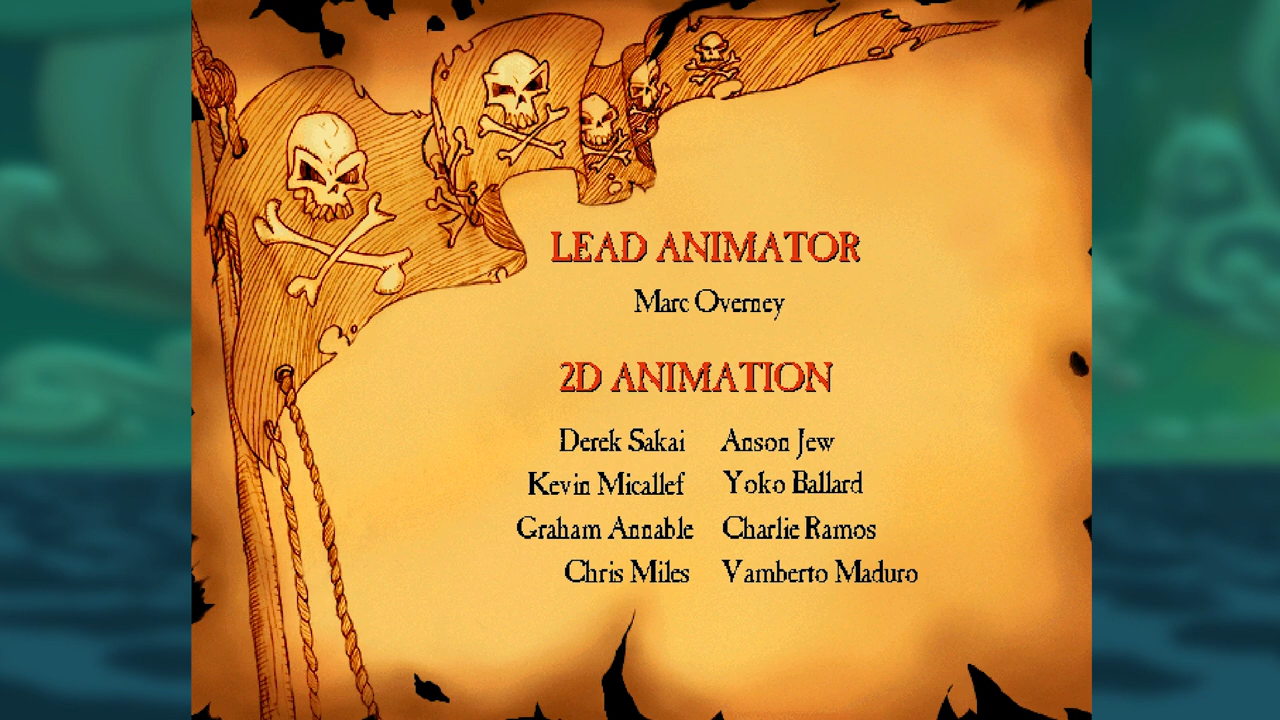 LEAD ANIMATOR
Marc Overney
2D ANIMATION
Derek Sakai Anson Jew
Kevin Micallef Yoko Ballard
Graham Annable Charlie Ramos
Chris Miles Vamberto Maduro